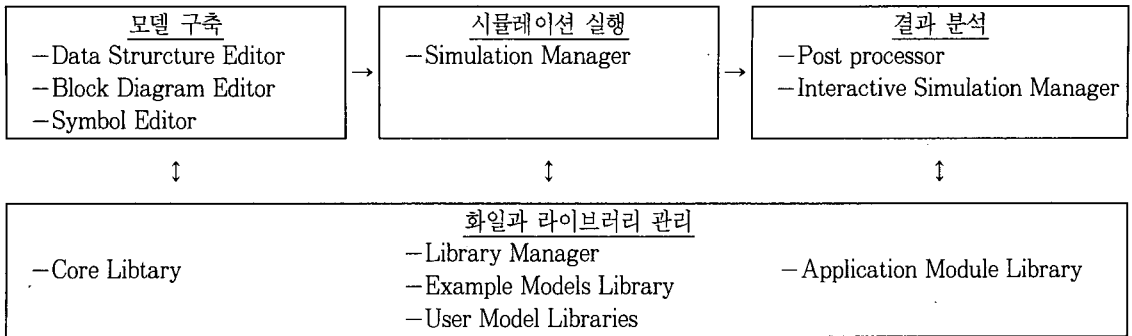 모델 구축
－Data Strurcture Editor
－Block Diagram Editor
－Symbol Editor
→
시뮬레이션 실행
－Simulation Manager
→
결과 분석
－Post processor
－Interactive Simulation Manager
↕ ↕ ↕
화일과 라이브러리 관리
－Core Libtary
－Library Manager
－Example Models Library
－User Model Libraries
－Application Module Library